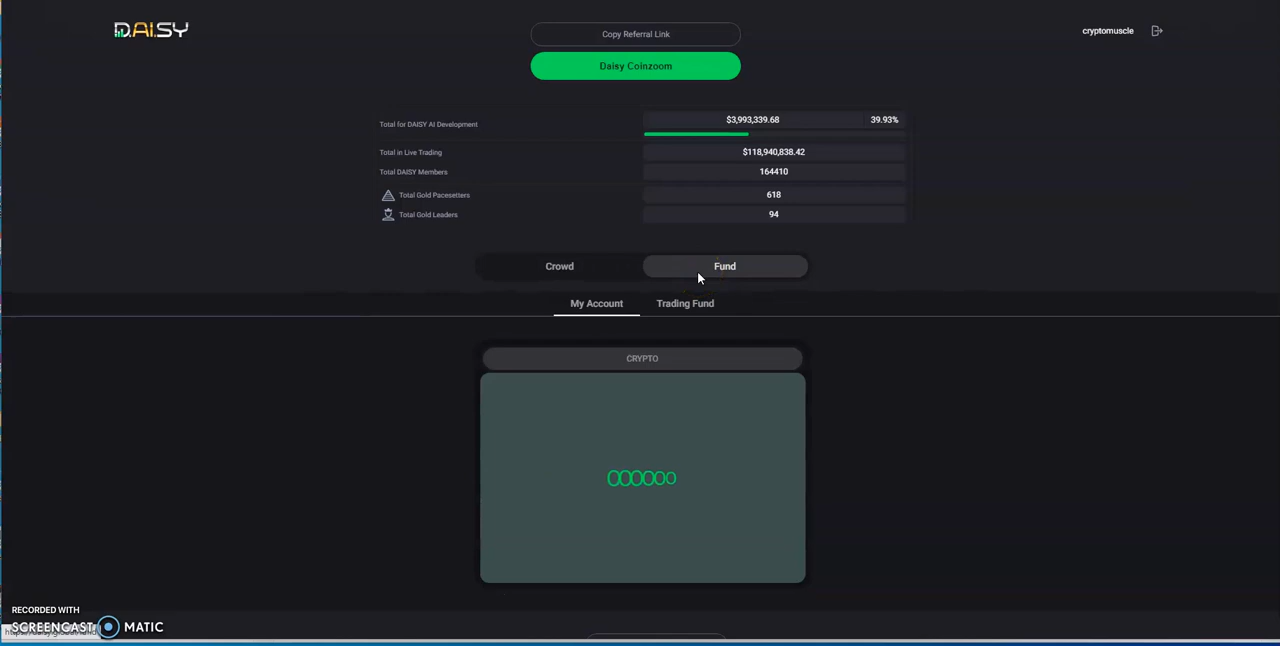 DAISY
Copy Referral Link
cryptomuscle
Daisy Coinzoom
Total for DAISY AI Development $3,993,339.68 39.93%
Total in Live Trading $118,940,838.42
Total DAISY Members 164410
Total Gold Pacesetters 618
Total Gold Leaders 94
Crowd Fund
My Account Trading Fund
CRYPTO
RECORDED WITH
SCREENCAST MATIC